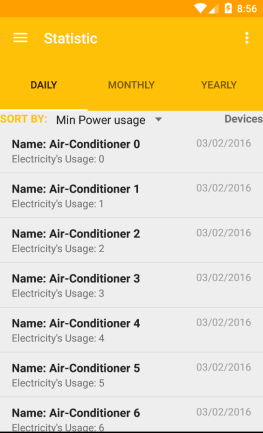 8:56
Statistic
DAILY MONTHLY YEARLY
SORT BY: Min Power usage Devices
Name: Air-Conditioner 0 03/02/2016
Electricity's Usage: 0
Name: Air-Conditioner 1 03/02/2016
Electricity's Usage: 1
Name: Air-Conditioner 2 03/02/2016
Electricity's Usage: 2
Name: Air-Conditioner 3 03/02/2016
Electricity's Usage: 3
Name: Air-Conditioner 4 03/02/2016
Electricity's Usage: 4
Name: Air-Conditioner 5 03/02/2016
Electricity's Usage: 5
Name: Air-Conditioner 6 03/02/2016
Electricity's Usage: 6